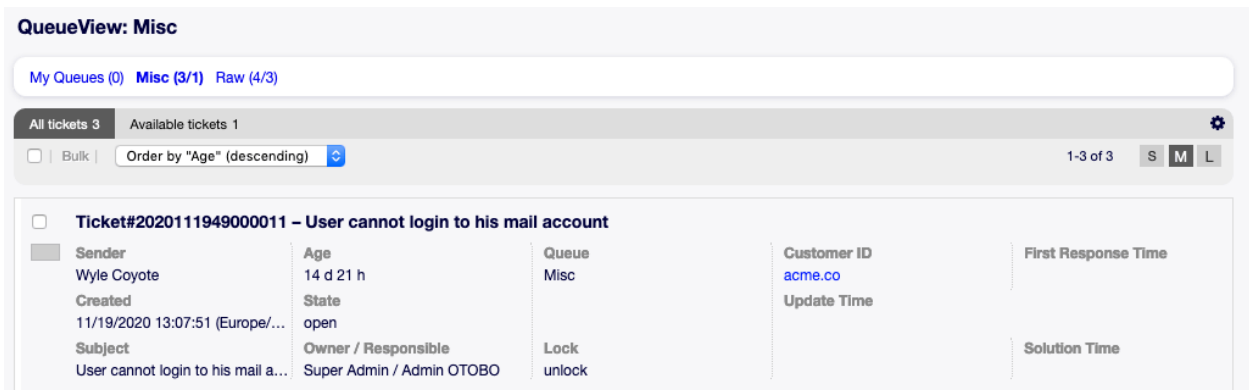 QueueView: Misc
My Queues (0) Misc (3/1) Raw (4/3)
All tickets 3 Available tickets 1
| Bulk | Order by "Age" (descending) 1-3 of 3 S M L
Ticket#2020111949000011 – User cannot login to his mail account
Sender Age Queue Customer ID First Response Time
Wyle Coyote 14 d 21 h Misc acme.co
Created State Update Time
11/19/2020 13:07:51 (Europe/... open
Subject Owner / Responsible Lock Solution Time
User cannot login to his mail a... Super Admin / Admin OTOBO unlock